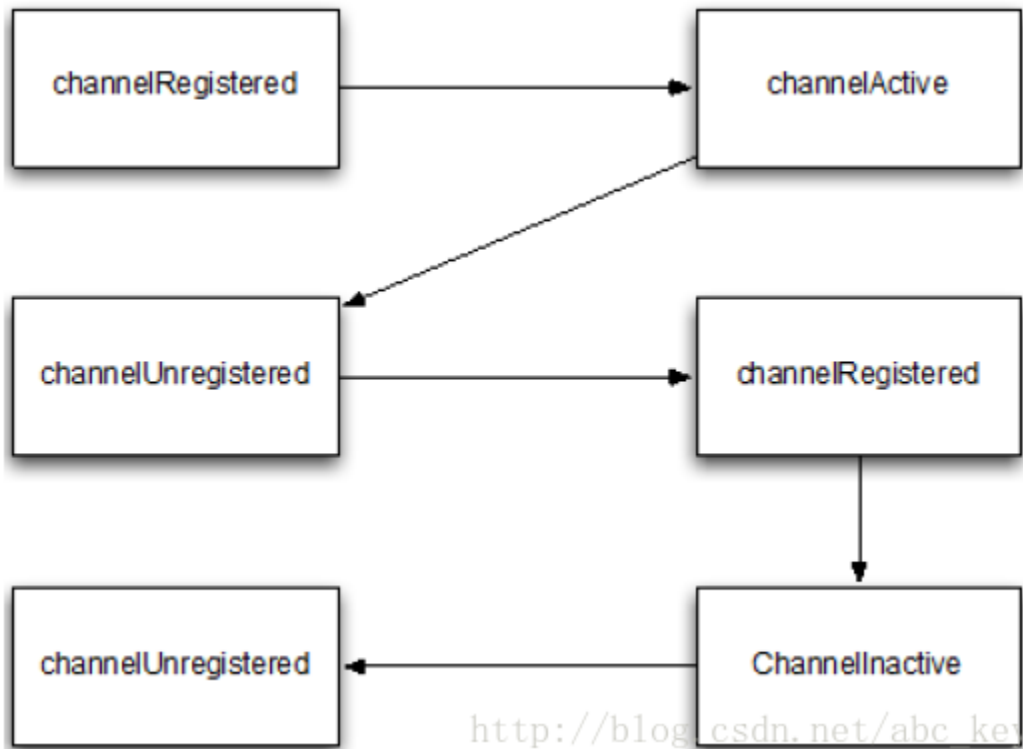 channelRegistered
channelActive
channelUnregistered
channelRegistered
channelUnregistered
ChannelInactive
http://blog.csdn.net/abc_key